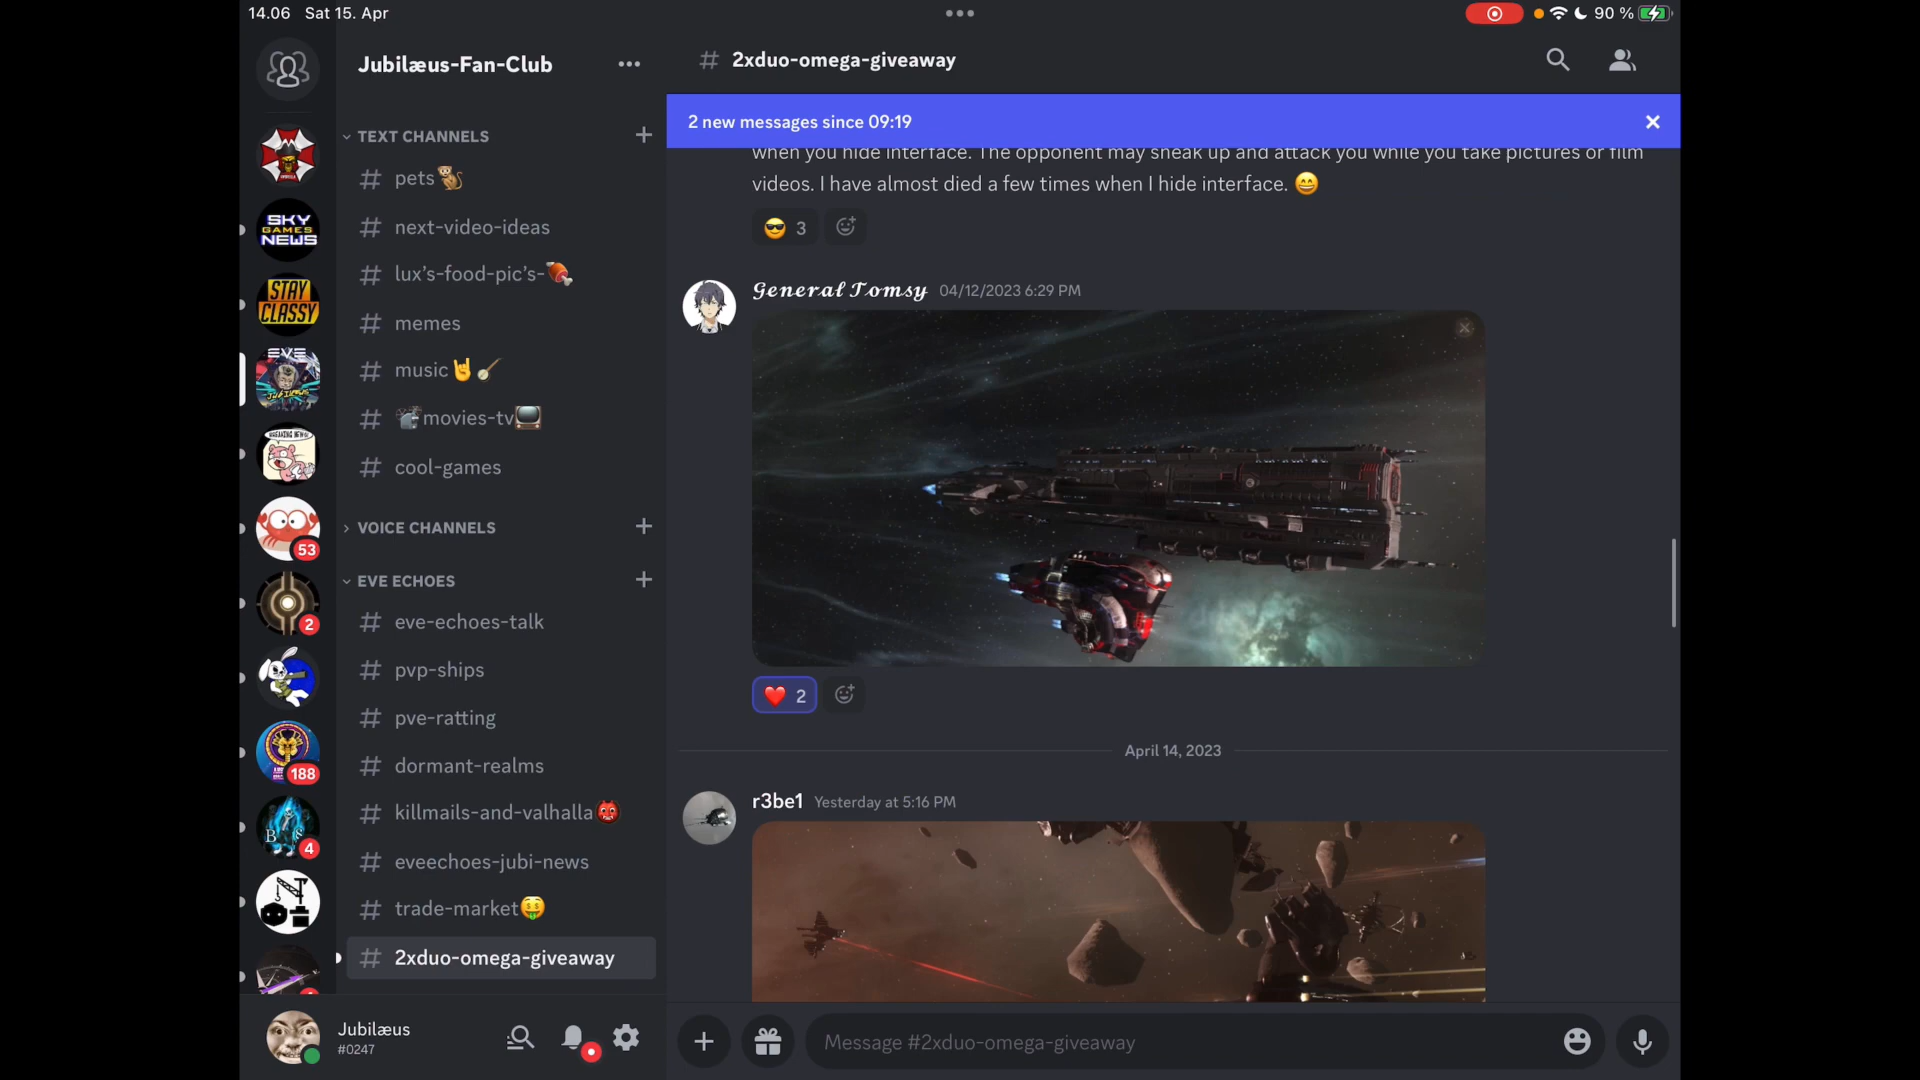 14.06 Sat 15. Apr
90 %
Jubilæus-Fan-Club
TEXT CHANNELS
pets
next-video-ideas
lux’s-food-pic’s-
memes
music
movies-tv
cool-games
VOICE CHANNELS
EVE ECHOES
eve-echoes-talk
pvp-ships
pve-ratting
dormant-realms
killmails-and-valhalla
eveechoes-jubi-news
trade-market
2xduo-omega-giveaway
SKY
GAMES
NEWS
STAY
CLASSY
EVE
JUBILÆUS
BREAKING NEWS!
53
2
188
B S
4
Jubilæus
#0247
# 2xduo-omega-giveaway
2 new messages since 09:19
when you hide interface. The opponent may sneak up and attack you while you take pictures or film
videos. I have almost died a few times when I hide interface. 😄
😎 3
General Tomsy 04/12/2023 6:29 PM
❤️ 2
April 14, 2023
r3be1 Yesterday at 5:16 PM
Message #2xduo-omega-giveaway